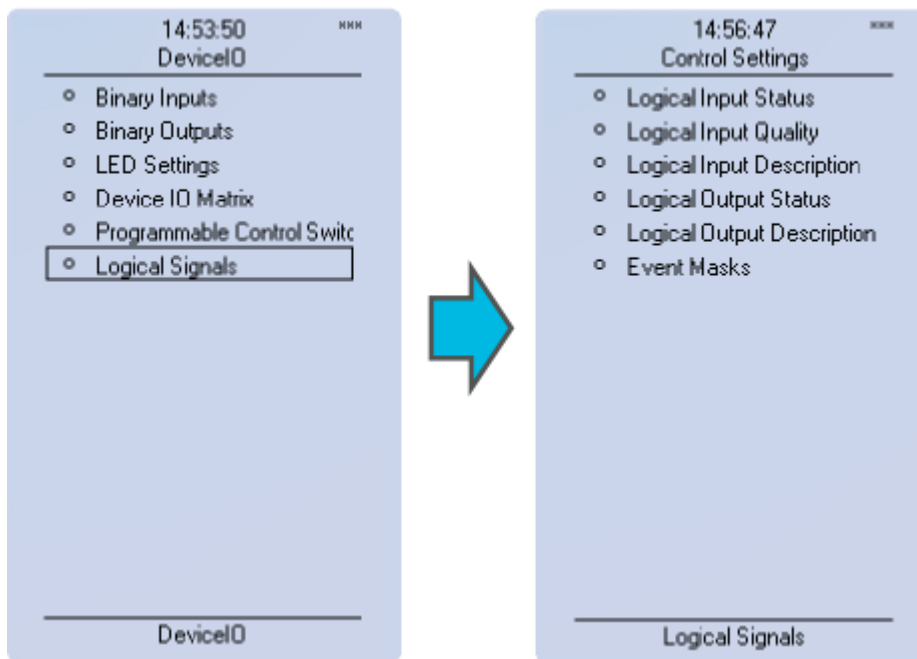 14:53:50
DeviceIO
Binary Inputs
Binary Outputs
LED Settings
Device IO Matrix
Programmable Control Switc
Logical Signals
DeviceIO
14:56:47
Control Settings
Logical Input Status
Logical Input Quality
Logical Input Description
Logical Output Status
Logical Output Description
Event Masks
Logical Signals